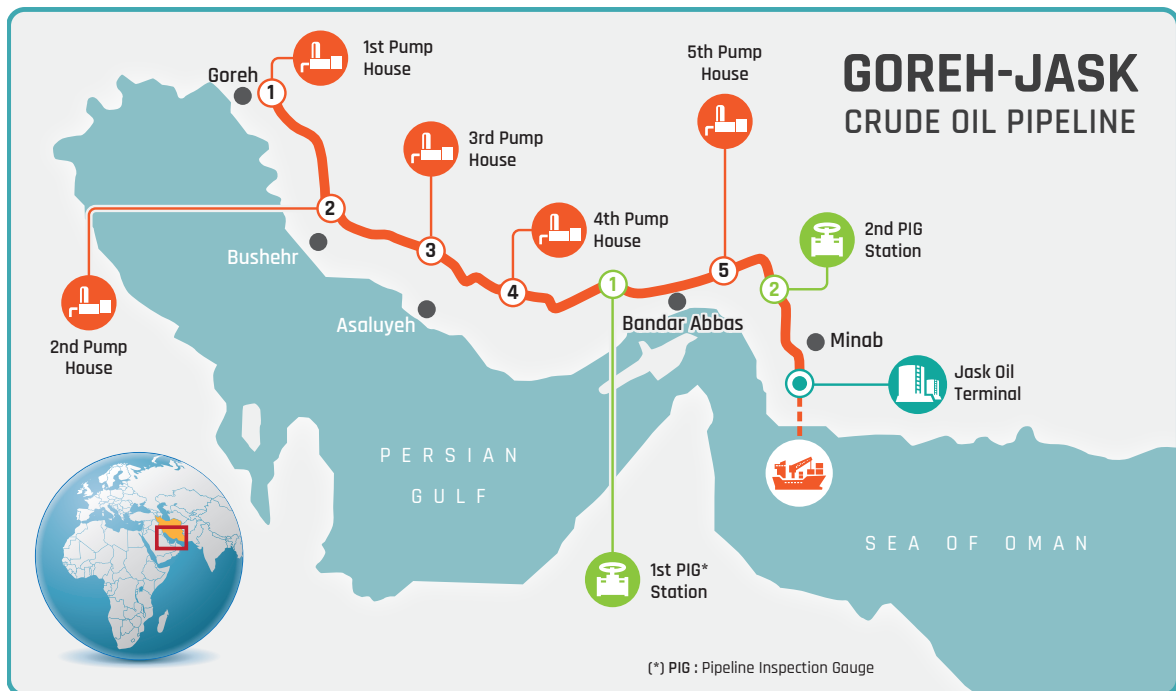 GOREH-JASK
CRUDE OIL PIPELINE
1st Pump
House
Goreh
1
5th Pump
House
3rd Pump
House
2
4th Pump
House
2nd PIG
Station
Bushehr
3
4
1
5
2
Asaluyeh
Bandar Abbas
Minab
2nd Pump
House
Jask Oil
Terminal
PERSIAN
GULF
SEA OF OMAN
1st PIG*
Station
(*) PIG : Pipeline Inspection Gauge